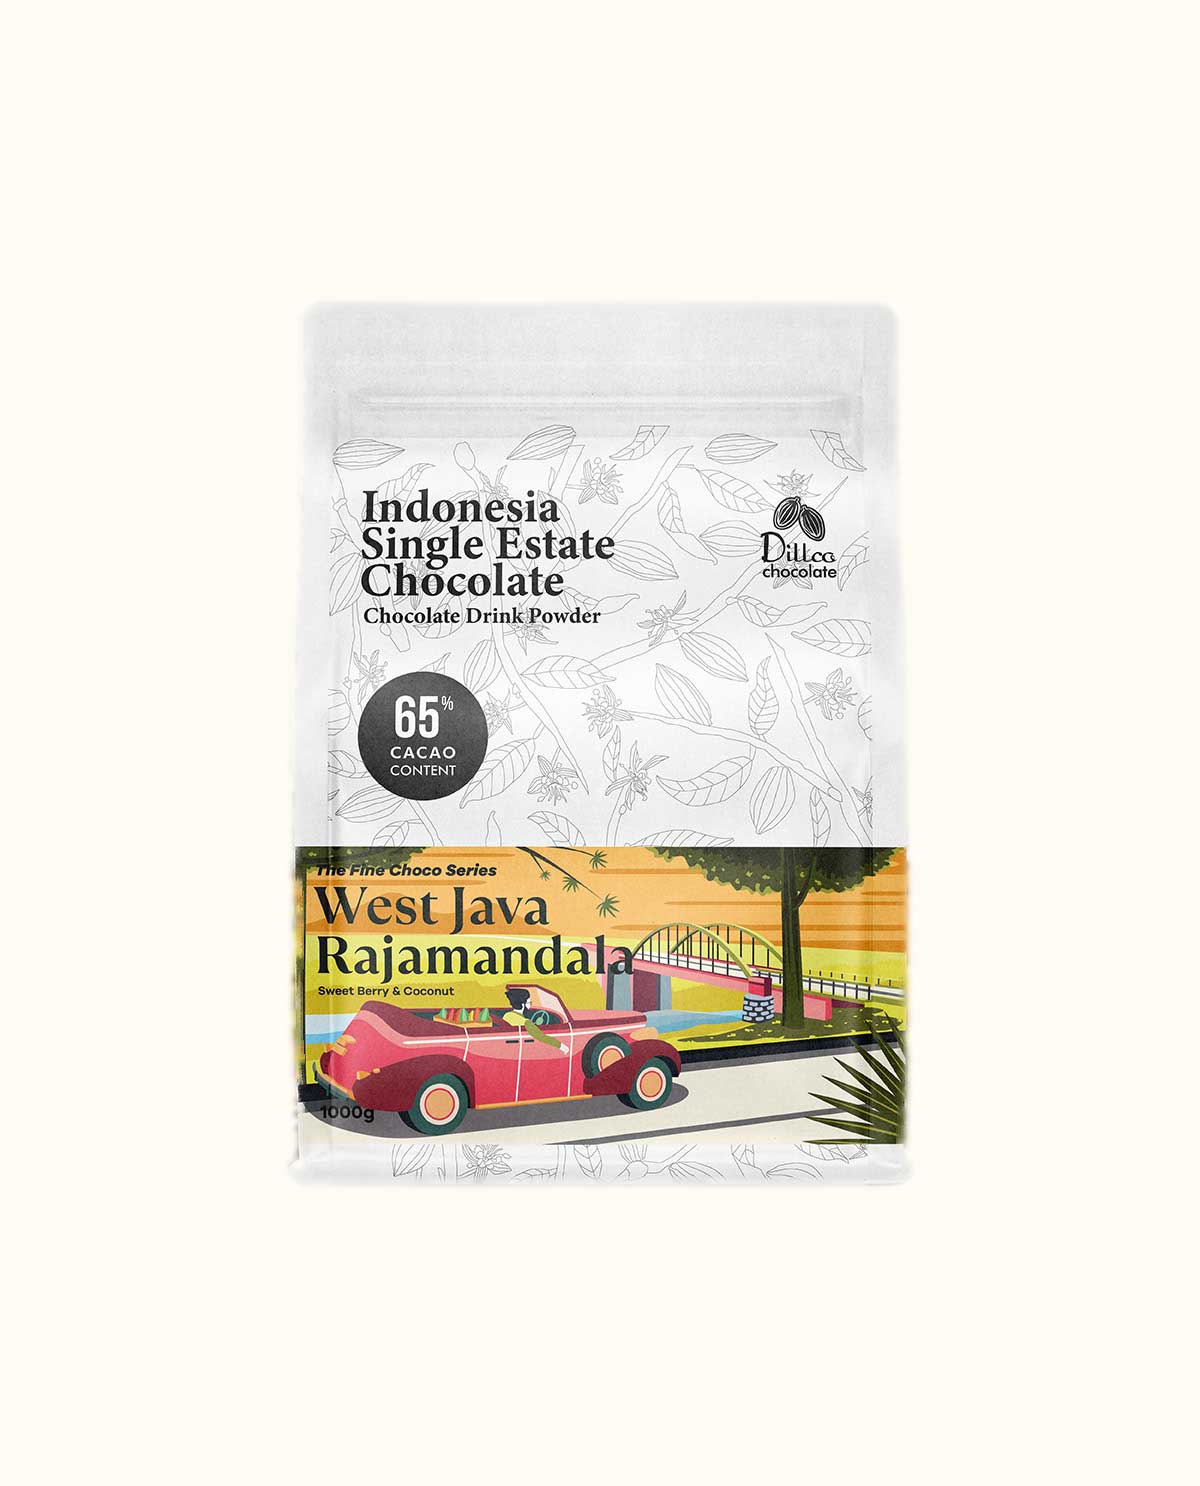 Indonesia
Single Estate
Chocolate
Chocolate Drink Powder
Dillco
chocolate
65%
CACAO
CONTENT
The Fine Choco Series
West Java
Rajamandala
Sweet Berry & Coconut
1000g